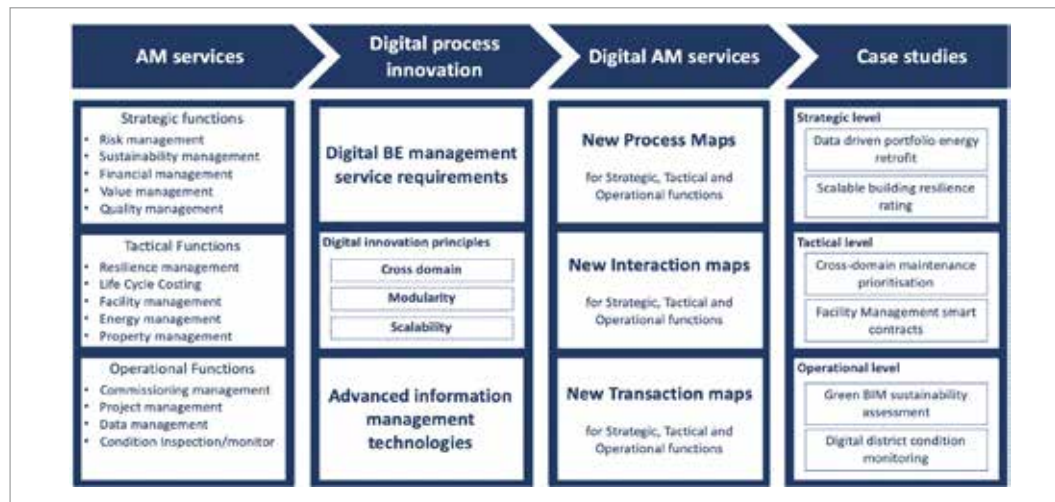 AM services
Digital process
innovation
Digital AM services
Case studies
Strategic functions
• Risk management
• Sustainability management
• Financial management
• Value management
• Quality management
Tactical Functions
• Resilience management
• Life Cycle Costing
• Facility management
• Energy management
• Property management
Operational Functions
• Commissioning management
• Project management
• Data management
• Condition Inspection/monitor
Digital BE management
service requirements
Digital innovation principles
Cross domain
Modularity
Scalability
Advanced information
management
technologies
New Process Maps
for Strategic, Tactical and
Operational functions
New Interaction maps
for Strategic, Tactical and
Operational functions
New Transaction maps
for Strategic, Tactical and
Operational functions
Strategic level
Data driven portfolio energy
retrofit
Scalable building resilience
rating
Tactical level
Cross-domain maintenance
prioritisation
Facility Management smart
contracts
Operational level
Green BIM sustainability
assessment
Digital district condition
monitoring